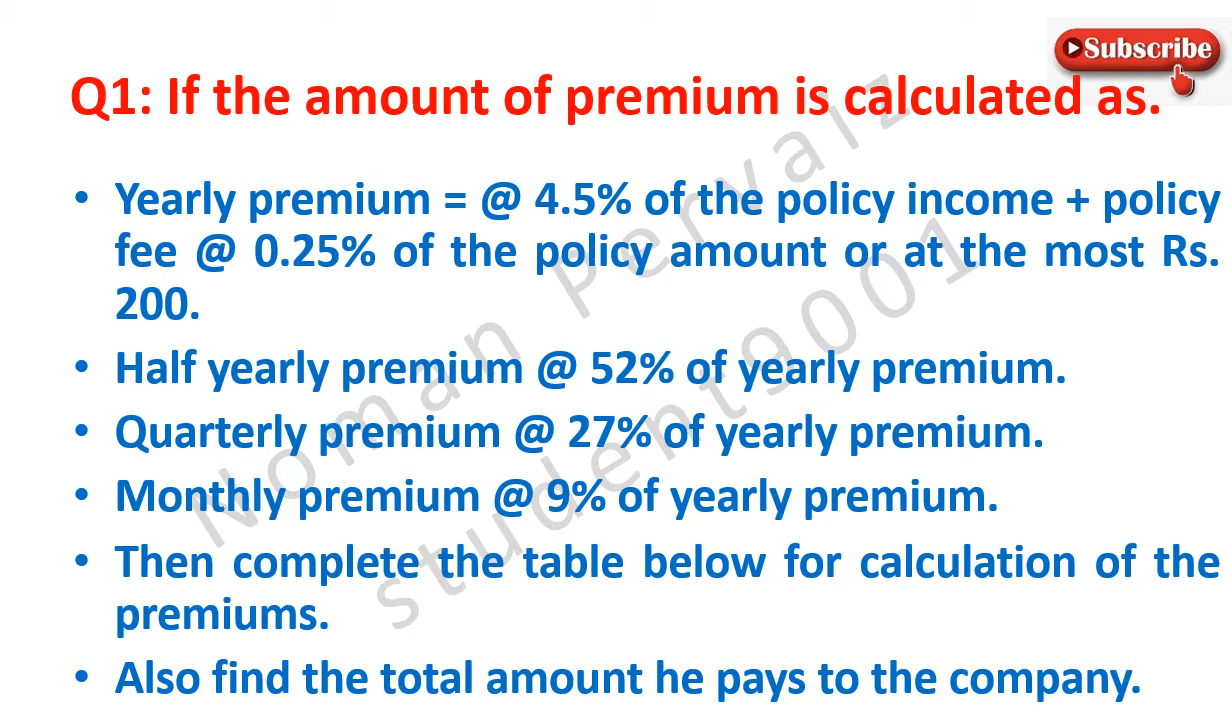 Subscribe
Q1: If the amount of premium is calculated as.
• Yearly premium = @ 4.5% of the policy income + policy
fee @ 0.25% of the policy amount or at the most Rs.
200.
• Half yearly premium @ 52% of yearly premium.
• Quarterly premium @ 27% of yearly premium.
• Monthly premium @ 9% of yearly premium.
• Then complete the table below for calculation of the
premiums.
• Also find the total amount he pays to the company.
Noman Pervaiz
student9001